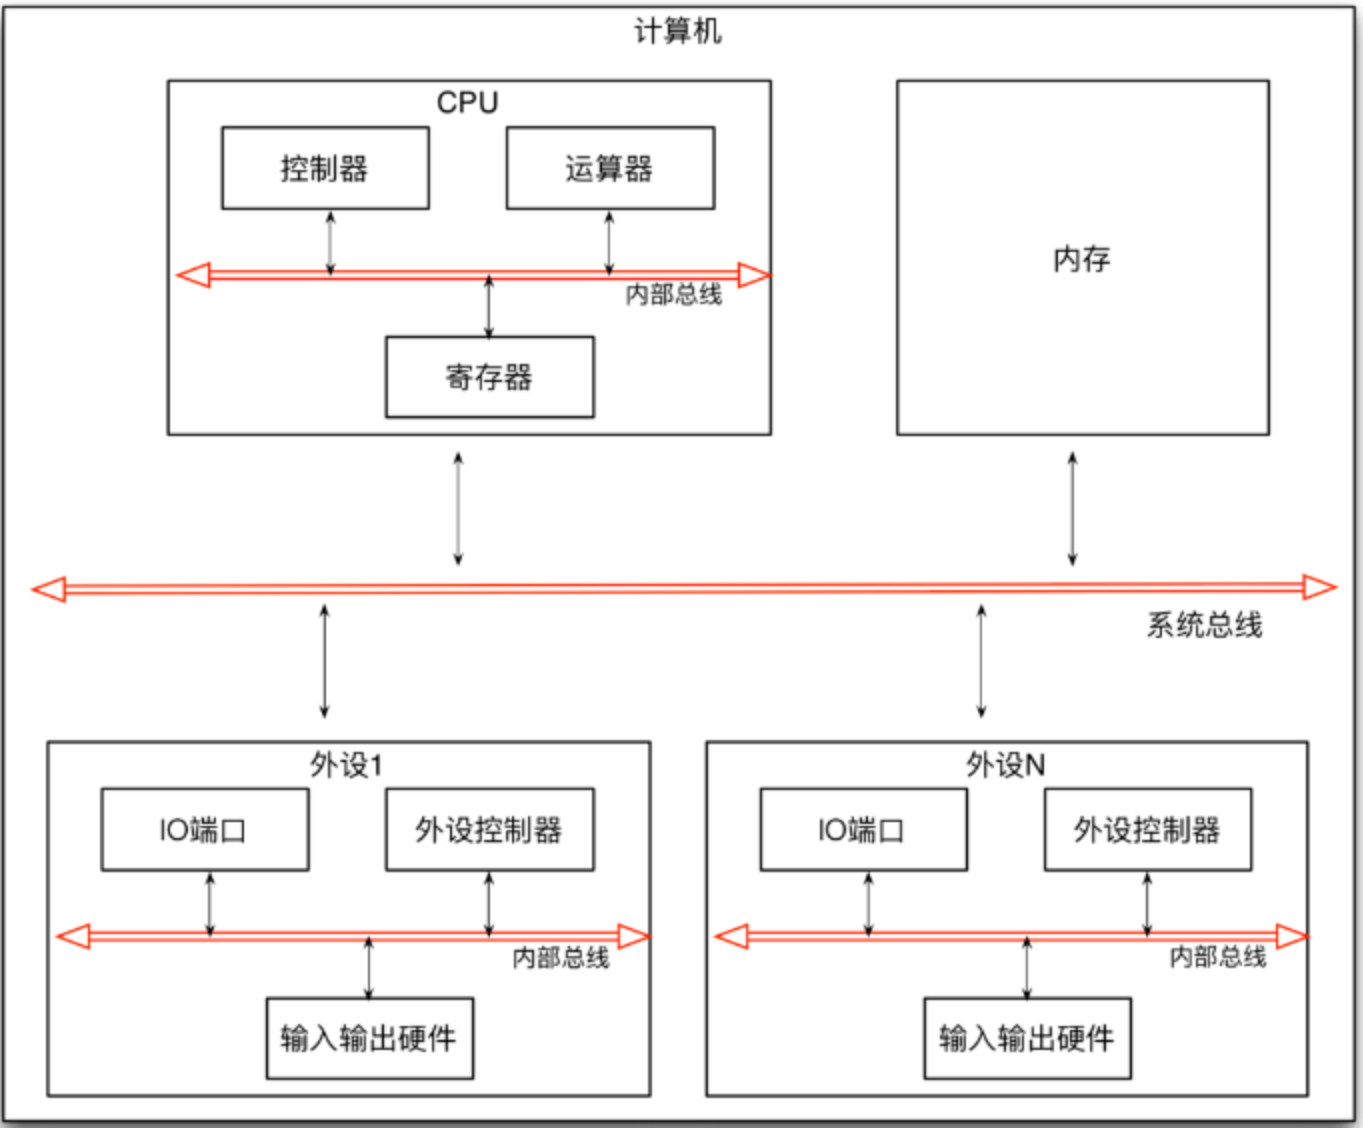 计算机
CPU
控制器
运算器
内部总线
寄存器
内存
系统总线
外设1
IO端口
外设控制器
内部总线
输入输出硬件
外设N
IO端口
外设控制器
内部总线
输入输出硬件